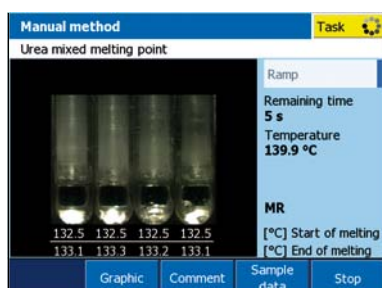 Manual method
Task
Urea mixed melting point
Ramp
Remaining time
5 s
Temperature
139.9 ºC
MR
132.5 132.5 132.5 132.5 [°C] Start of melting
133.1 133.3 133.2 133.1 [°C] End of melting
Graphic Comment Sample data Stop